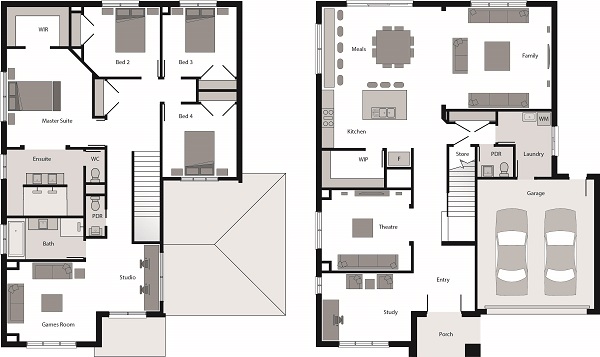 WIR
Bed 2
Bed 3
Master Suite
Bed 4
Ensuite
WC
PDR
Bath
Studio
Games Room
Meals
Family
Kitchen
WIP
F
Store
PDR
WM
Laundry
Garage
Theatre
Entry
Study
Porch